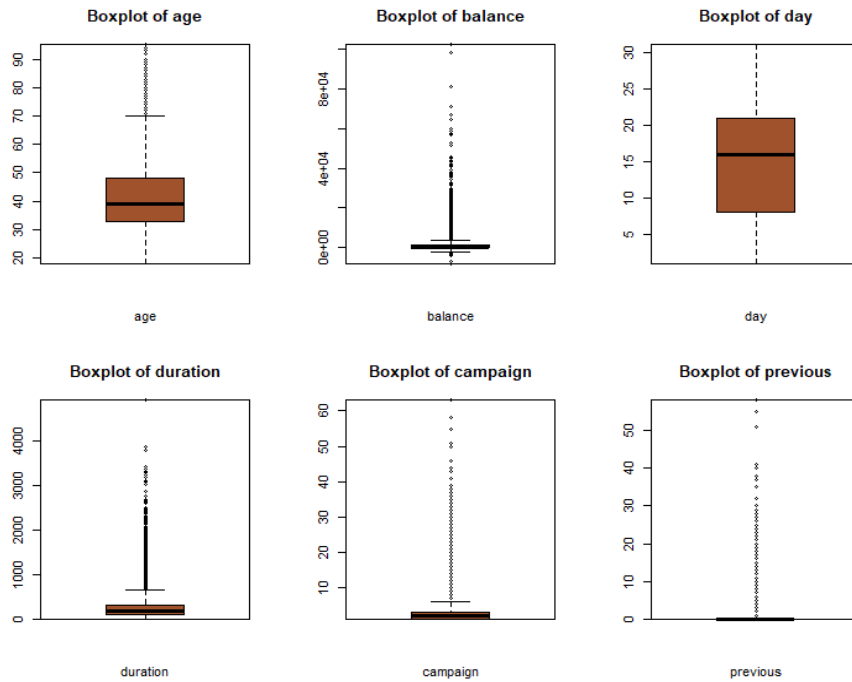 Boxplot of age
90
80
70
60
50
40
30
20
age
Boxplot of balance
8e+04
4e+04
0e+00
balance
Boxplot of day
30
25
20
15
10
5
day
Boxplot of duration
4000
3000
2000
1000
0
duration
Boxplot of campaign
60
50
40
30
20
10
campaign
Boxplot of previous
50
40
30
20
10
0
previous